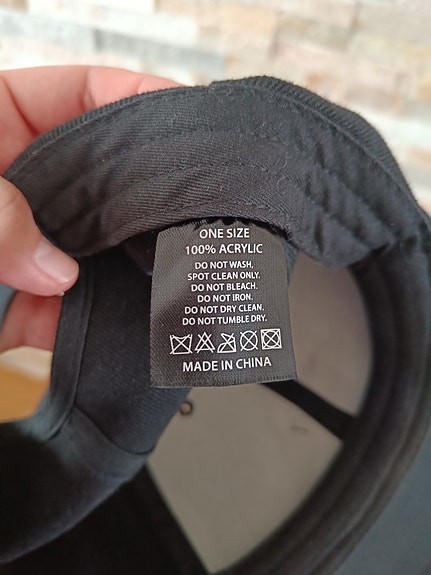 ONE SIZE
100% ACRYLIC
DO NOT WASH,
SPOT CLEAN ONLY.
DO NOT BLEACH.
DO NOT IRON.
DO NOT DRY CLEAN.
DO NOT TUMBLE DRY.
MADE IN CHINA